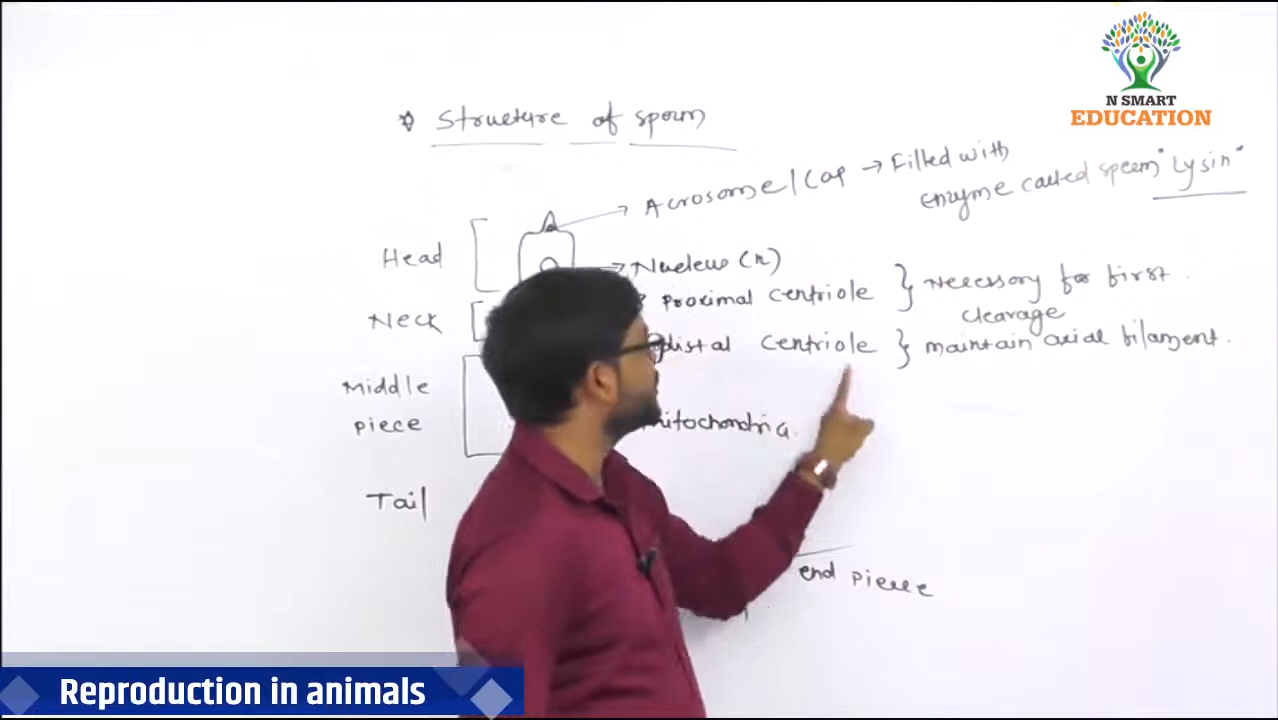 N SMART
EDUCATION
Structure of sperm
Acrosome/Cap → Filled with
enzyme called sperm "Lysin"
Head
→ Nucleus (n)
Proximal centriole } Necessary for first
cleavage
Neck
distal centriole } maintain axial filament.
Middle
piece
mitochondria.
Tail
end piece
Reproduction in animals